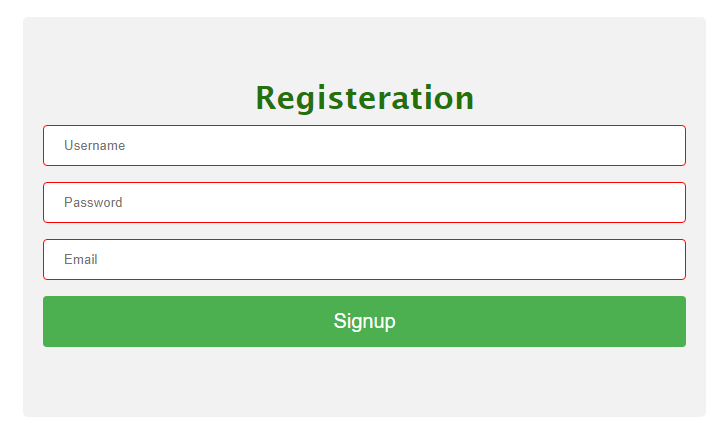 Registeration
Username
Password
Email
Signup